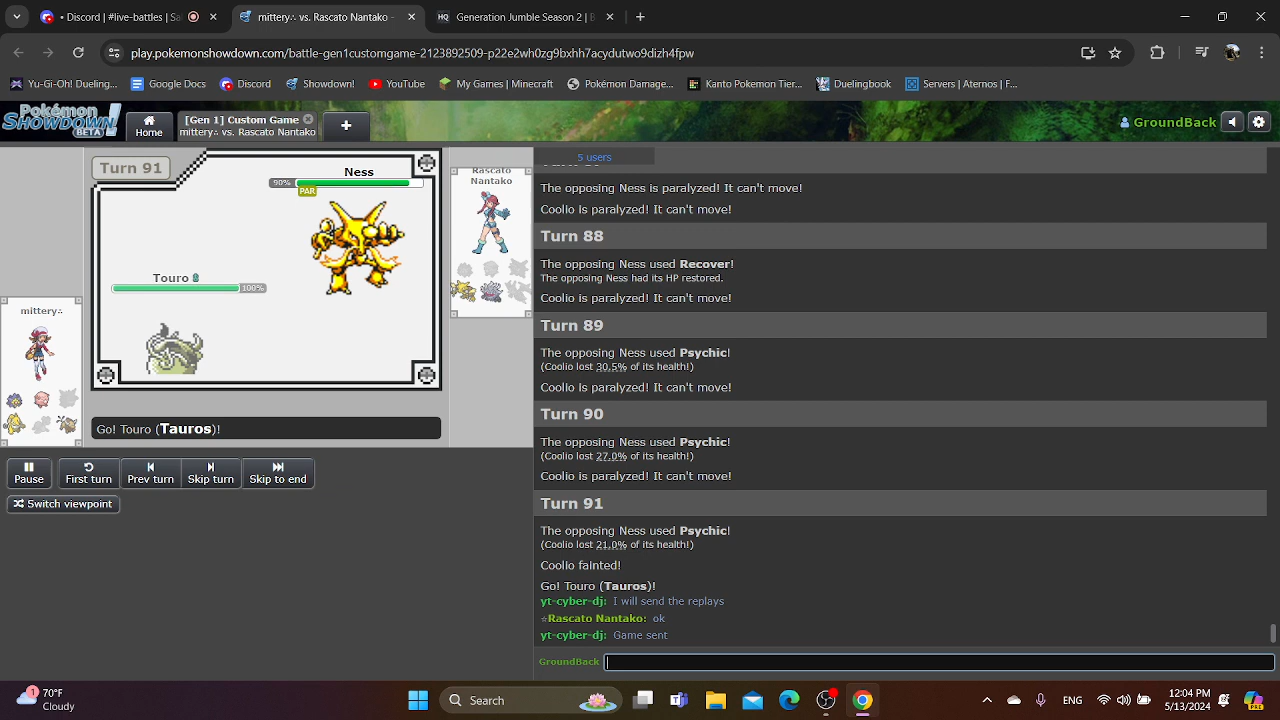 • Discord | #live-battles | Sa
mittery∴ vs. Rascato Nantako -
Generation Jumble Season 2 | B
play.pokemonshowdown.com/battle-gen1customgame-2123892509-p22e2wh0zg9bxhh7acydutwo9dizh4fpw
Yu-Gi-Oh! Dueling...
Google Docs
Discord
Showdown!
YouTube
My Games | Minecraft
Pokémon Damage...
Kanto Pokemon Tier...
Duelingbook
Servers | Aternos | F...
Pokémon
SHOWDOWN!
BETA
Home
[Gen 1] Custom Game
mittery∴ vs. Rascato Nantako
GroundBack
Turn 91
Ness
90%
PAR
Touro
100%
Go! Touro (Tauros)!
mittery∴
Rascato
Nantako
Pause
First turn
Prev turn
Skip turn
Skip to end
Switch viewpoint
5 users
The opposing Ness is paralyzed! It can't move!
Coolio is paralyzed! It can't move!
Turn 88
The opposing Ness used Recover!
The opposing Ness had its HP restored.
Coolio is paralyzed! It can't move!
Turn 89
The opposing Ness used Psychic!
(Coolio lost 30.5% of its health!)
Coolio is paralyzed! It can't move!
Turn 90
The opposing Ness used Psychic!
(Coolio lost 27.0% of its health!)
Coolio is paralyzed! It can't move!
Turn 91
The opposing Ness used Psychic!
(Coolio lost 21.0% of its health!)
Coolio fainted!
Go! Touro (Tauros)!
yt-cyber-dj: I will send the replays
☆Rascato Nantako: ok
yt-cyber-dj: Game sent
GroundBack
1
70°F
Cloudy
Search
ENG
12:04 PM
5/13/2024